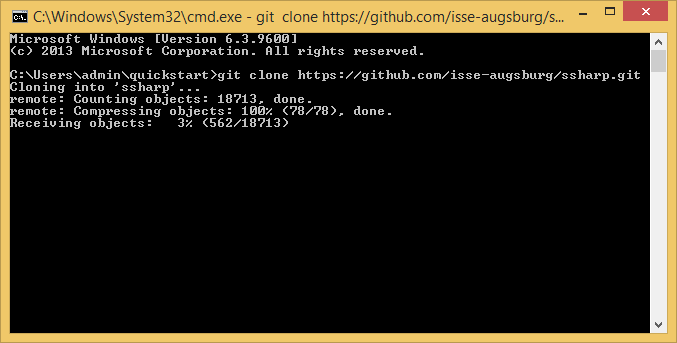 C:\Windows\System32\cmd.exe - git  clone https://github.com/isse-augsburg/s...
Microsoft Windows [Version 6.3.9600]
(c) 2013 Microsoft Corporation. All rights reserved.
C:\Users\admin\quickstart>git clone https://github.com/isse-augsburg/ssharp.git
Cloning into 'ssharp'...
remote: Counting objects: 18713, done.
remote: Compressing objects: 100% (78/78), done.
Receiving objects:   3% (562/18713)